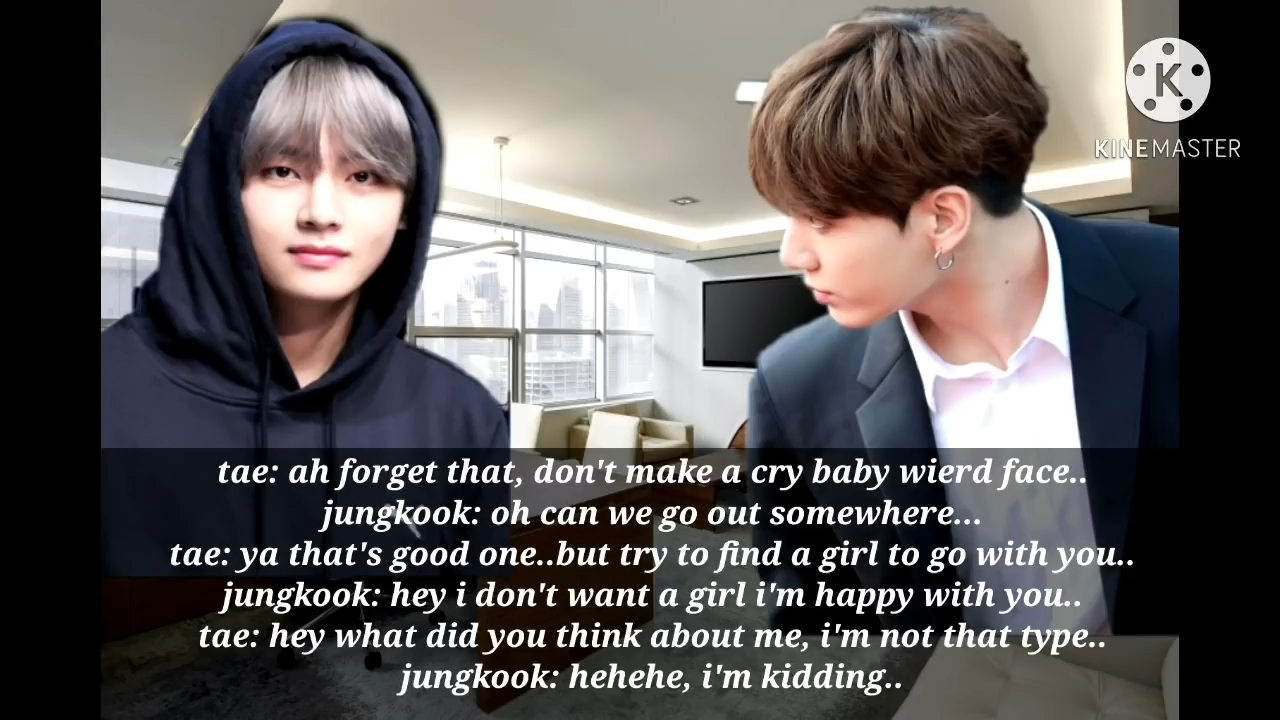 K
KINEMASTER
tae: ah forget that, don't make a cry baby wierd face..
jungkook: oh can we go out somewhere...
tae: ya that's good one..but try to find a girl to go with you..
jungkook: hey i don't want a girl i'm happy with you..
tae: hey what did you think about me, i'm not that type..
jungkook: hehehe, i'm kidding..